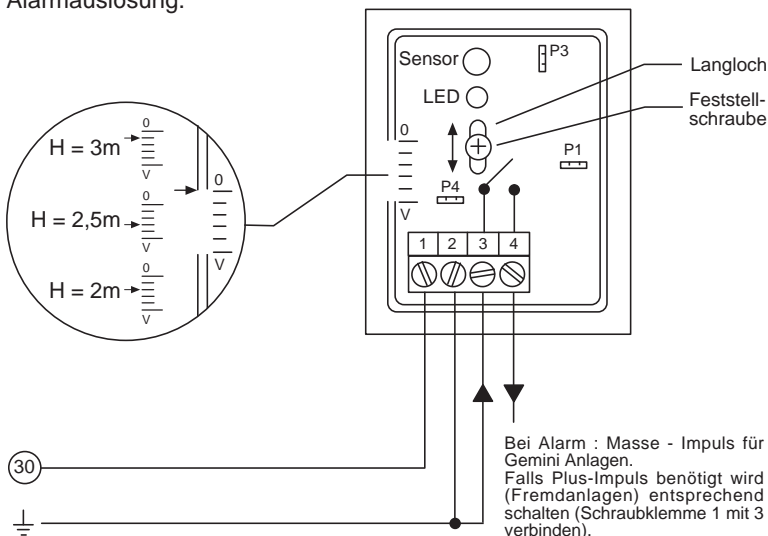 Alarmauslösung.
Sensor
P3
Langloch
LED
Feststell-
schraube
0
V
P1
P4
1 2 3 4
H = 3m
0
V
H = 2,5m
0
V
H = 2m
0
V
0
V
30
Bei Alarm : Masse - Impuls für
Gemini Anlagen.
Falls Plus-Impuls benötigt wird
(Fremdanlagen) entsprechend
schalten (Schraubklemme 1 mit 3
verbinden).